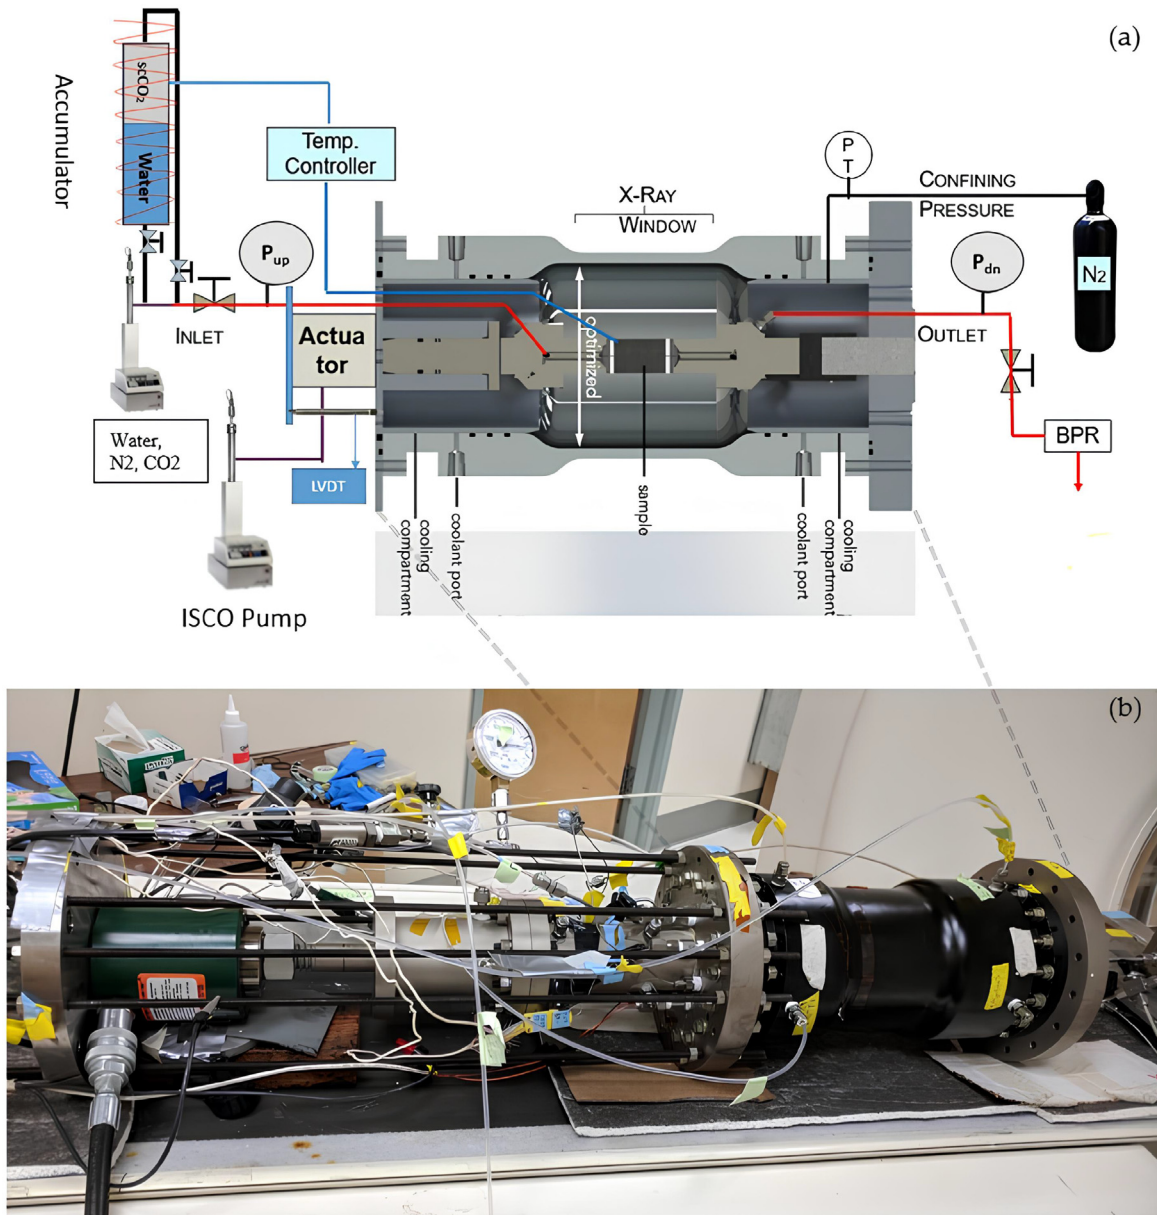 (a)
Accumulator
scCO2
Water
Temp.
Controller
P
T
CONFINING
PRESSURE
X-RAY
WINDOW
Pup
Pdn
N2
INLET
Actua
tor
optimized
OUTLET
Water,
N2, CO2
LVDT
BPR
sample
cooling
compartment
coolant port
coolant port
cooling
compartment
ISCO Pump
(b)